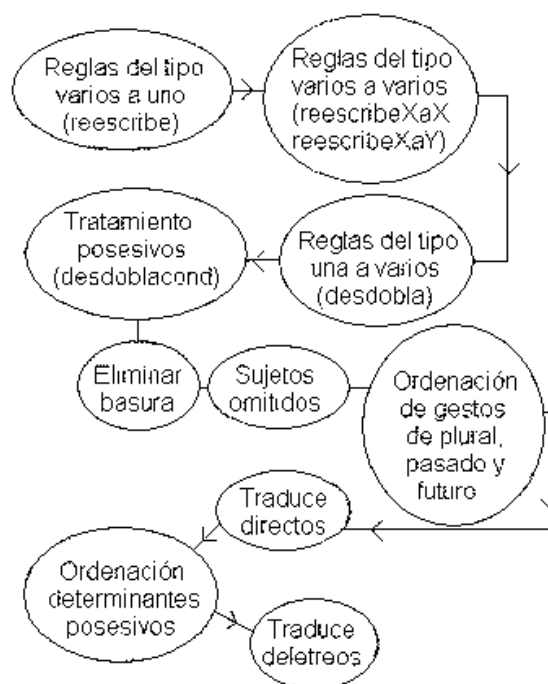 Reglas del tipo
varios a uno
(reescribe)
Reglas del tipo
varios a varios
(reescribeXaX
reescribeXaY)
Reglas del tipo
una a varios
(desdobla)
Tratamiento
posesivos
(desdoblacond)
Eliminar
basura
Sujetos
omitidos
Ordenación
de gestos
de plural,
pasado y
futuro
Traduce
directos
Ordenación
determinantes
posesivos
Traduce
deletreos